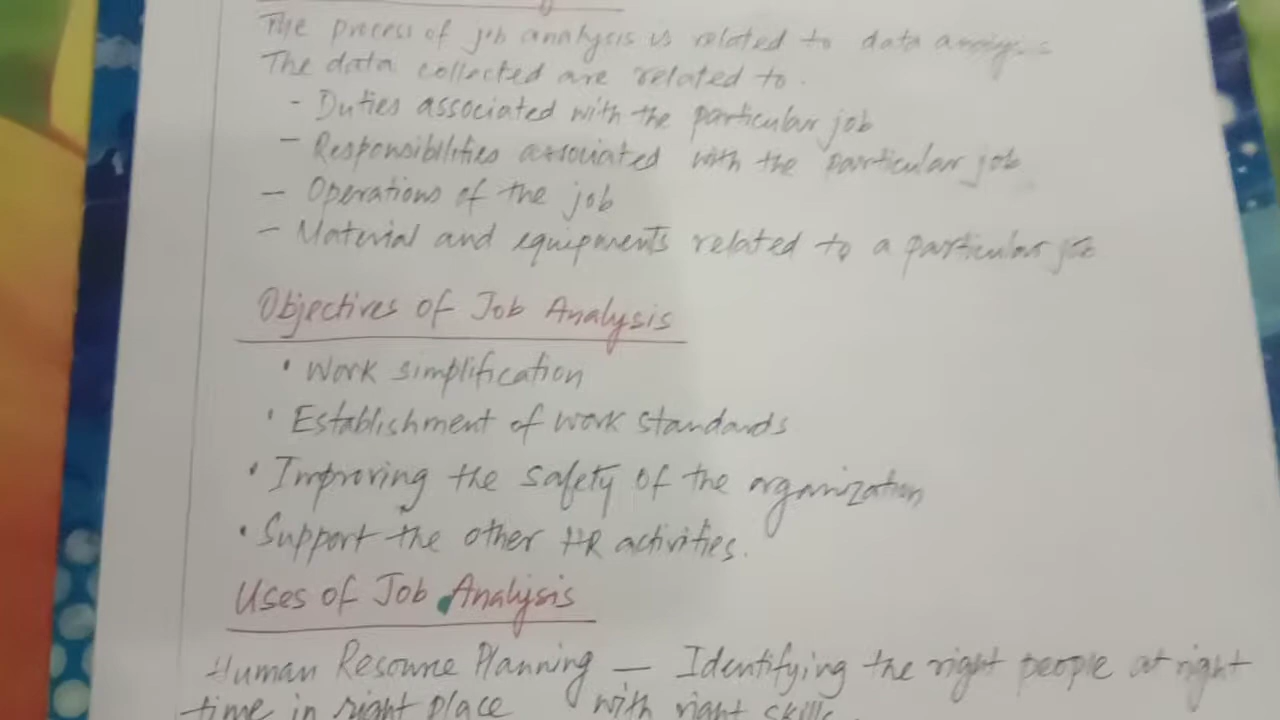 The process of job analysis is related to data analysis
The data collected are related to.
- Duties associated with the particular job
- Responsibilities associated with the particular job
- Operations of the job
- Material and equipments related to a particular job
Objectives of Job Analysis
• Work simplification
• Establishment of work standards
• Improving the safety of the organization
• Support the other HR activities.
Uses of Job Analysis
Human Resourse Planning — Identifying the right people at right
time in right place with right skills.